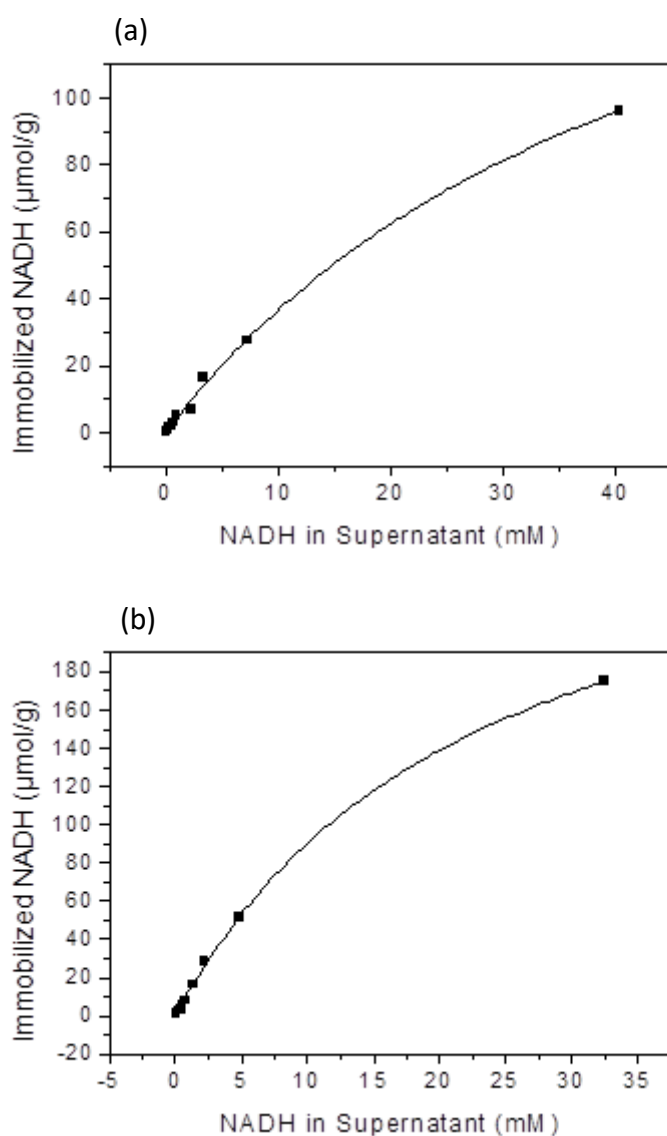 (a)
100
80
60
40
20
0
Immobilized NADH (µmol/g)
0 10 20 30 40
NADH in Supernatant (mM)
(b)
180
160
140
120
100
80
60
40
20
0
-20
Immobilized NADH (µmol/g)
-5 0 5 10 15 20 25 30 35
NADH in Supernatant (mM)